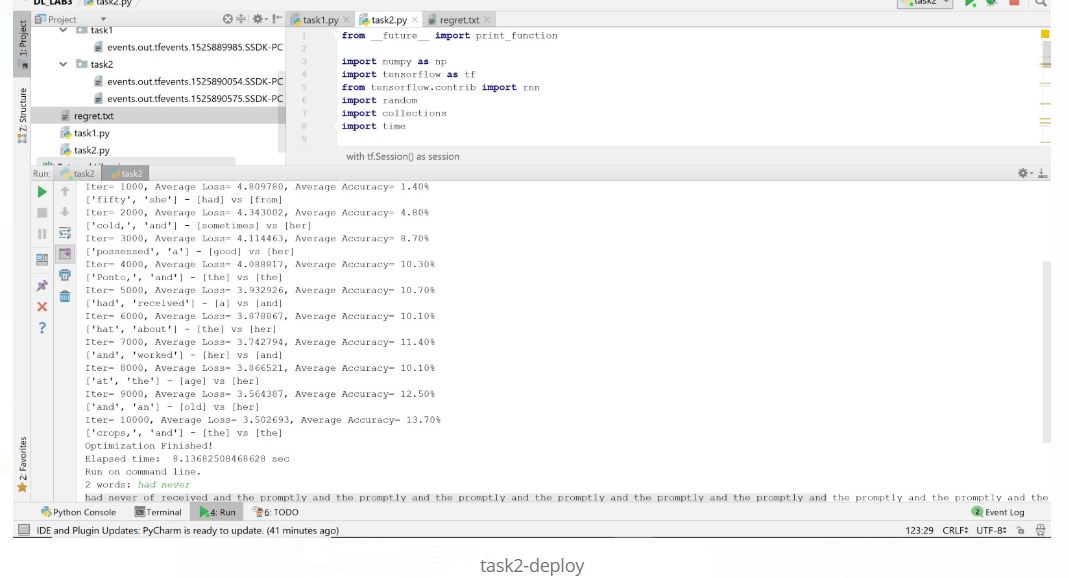 DL_LAB3 task2.py
task2
Project
task1.py
task2.py
regret.txt
1: Project
task1
events.out.tfevents.1525889985.SSDK-PC
task2
events.out.tfevents.1525890054.SSDK-PC
events.out.tfevents.1525890575.SSDK-PC
regret.txt
task1.py
task2.py
7: Structure
2: Favorites
1 from __future__ import print_function
2
3 import numpy as np
4 import tensorflow as tf
5 from tensorflow.contrib import rnn
6 import random
7 import collections
8 import time
9
with tf.Session() as session
Run: task2 task2
Iter= 1000, Average Loss= 4.809780, Average Accuracy= 1.40%
['fifty', 'she'] - [had] vs [from]
Iter= 2000, Average Loss= 4.343002, Average Accuracy= 4.80%
['cold,', 'and'] - [sometimes] vs [her]
Iter= 3000, Average Loss= 4.114463, Average Accuracy= 8.70%
['possessed', 'a'] - [good] vs [her]
Iter= 4000, Average Loss= 4.088817, Average Accuracy= 10.30%
['Ponto,', 'and'] - [the] vs [the]
Iter= 5000, Average Loss= 3.932926, Average Accuracy= 10.70%
['had', 'received'] - [a] vs [and]
Iter= 6000, Average Loss= 3.878867, Average Accuracy= 10.10%
['hat', 'about'] - [the] vs [her]
Iter= 7000, Average Loss= 3.742794, Average Accuracy= 11.40%
['and', 'worked'] - [her] vs [and]
Iter= 8000, Average Loss= 3.866521, Average Accuracy= 10.10%
['at', 'the'] - [age] vs [her]
Iter= 9000, Average Loss= 3.564387, Average Accuracy= 12.50%
['and', 'an'] - [old] vs [her]
Iter= 10000, Average Loss= 3.502693, Average Accuracy= 13.70%
['crops,', 'and'] - [the] vs [the]
Optimization Finished!
Elapsed time:  8.13682508468628 sec
Run on command line.
2 words: had never
had never of received and the promptly and the promptly and the promptly and the promptly and the promptly and the promptly and the promptly and the promptly and the
Python Console Terminal 4: Run 6: TODO 2 Event Log
IDE and Plugin Updates: PyCharm is ready to update. (41 minutes ago) 123:29 CRLF UTF-8
task2-deploy